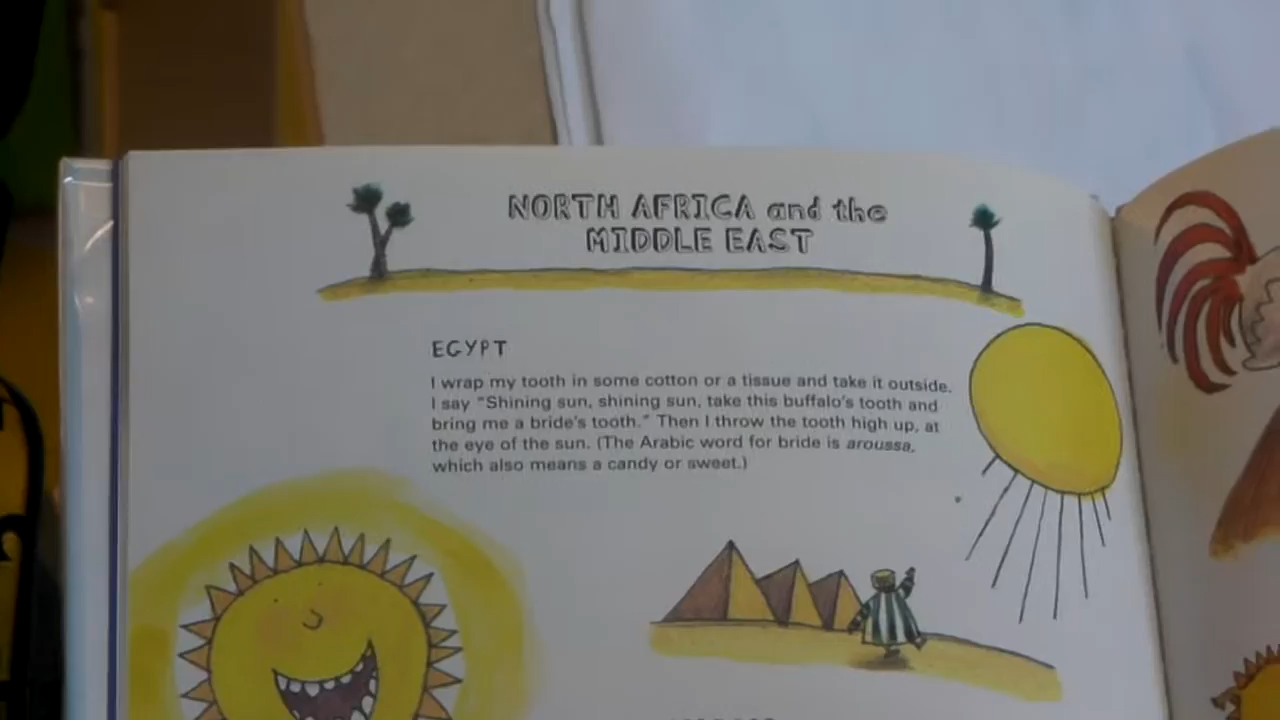 NORTH AFRICA and the
MIDDLE EAST
EGYPT
I wrap my tooth in some cotton or a tissue and take it outside.
I say "Shining sun, shining sun, take this buffalo's tooth and
bring me a bride's tooth." Then I throw the tooth high up, at
the eye of the sun. (The Arabic word for bride is aroussa,
which also means a candy or sweet.)